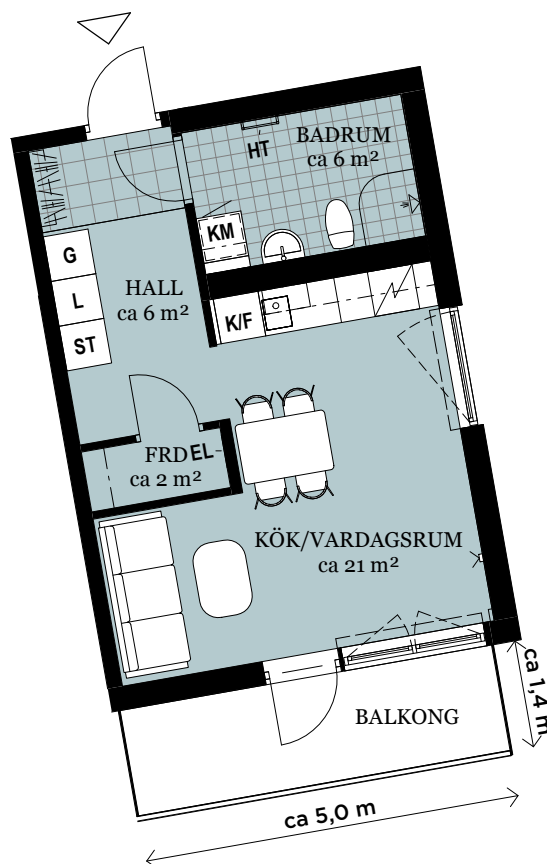 BADRUM
ca 6 m²
HT
KM
G
L
ST
HALL
ca 6 m²
K/F
FRD
ca 2 m²
EL
KÖK/VARDAGSRUM
ca 21 m²
BALKONG
ca 1,4 m
ca 5,0 m